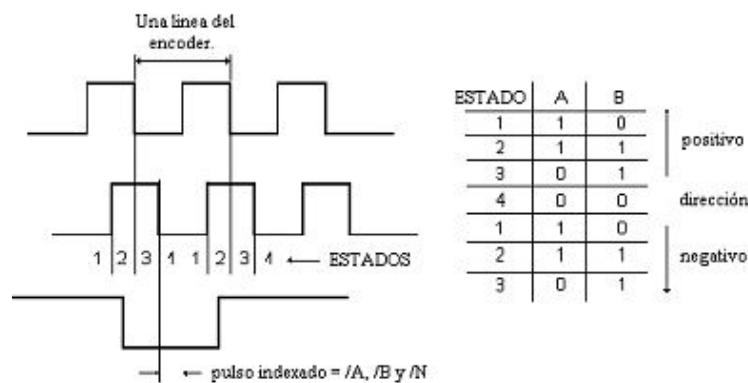 Una linea del
encoder.
1 2 3 4 1 2 3 4 ESTADOS
pulso indexado = /A, /B y /N
ESTADO A B
1 1 0
2 1 1
3 0 1
4 0 0
1 1 0
2 1 1
3 0 1
positivo
dirección
negativo